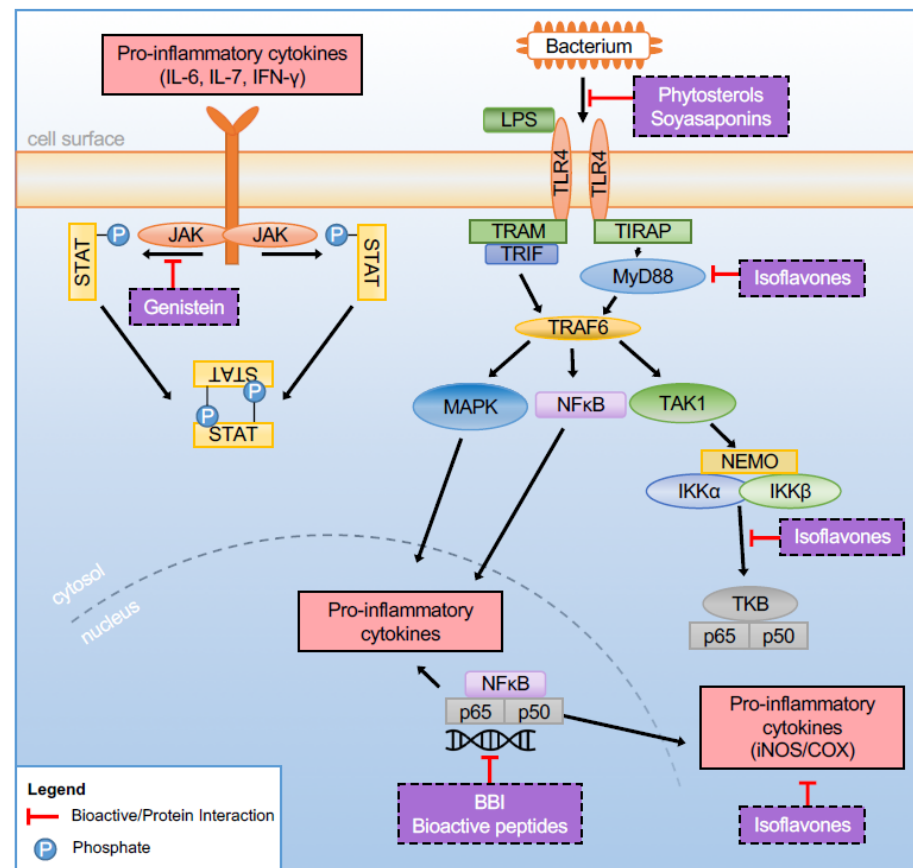 Pro-inflammatory cytokines
(IL-6, IL-7, IFN-γ)
Bacterium
Phytosterols
Soyasaponins
LPS
cell surface
TLR4
TLR4
P
JAK
JAK
P
STAT
STAT
TRAM
TRIF
TIRAP
MyD88
Isoflavones
Genistein
TRAF6
STAT
P
P
STAT
MAPK
NFκB
TAK1
NEMO
IKKα
IKKβ
Isoflavones
cytosol
nucleus
Pro-inflammatory
cytokines
TKB
p65
p50
NFκB
p65
p50
Pro-inflammatory
cytokines
(iNOS/COX)
BBI
Bioactive peptides
Isoflavones
Legend
Bioactive/Protein Interaction
P
Phosphate